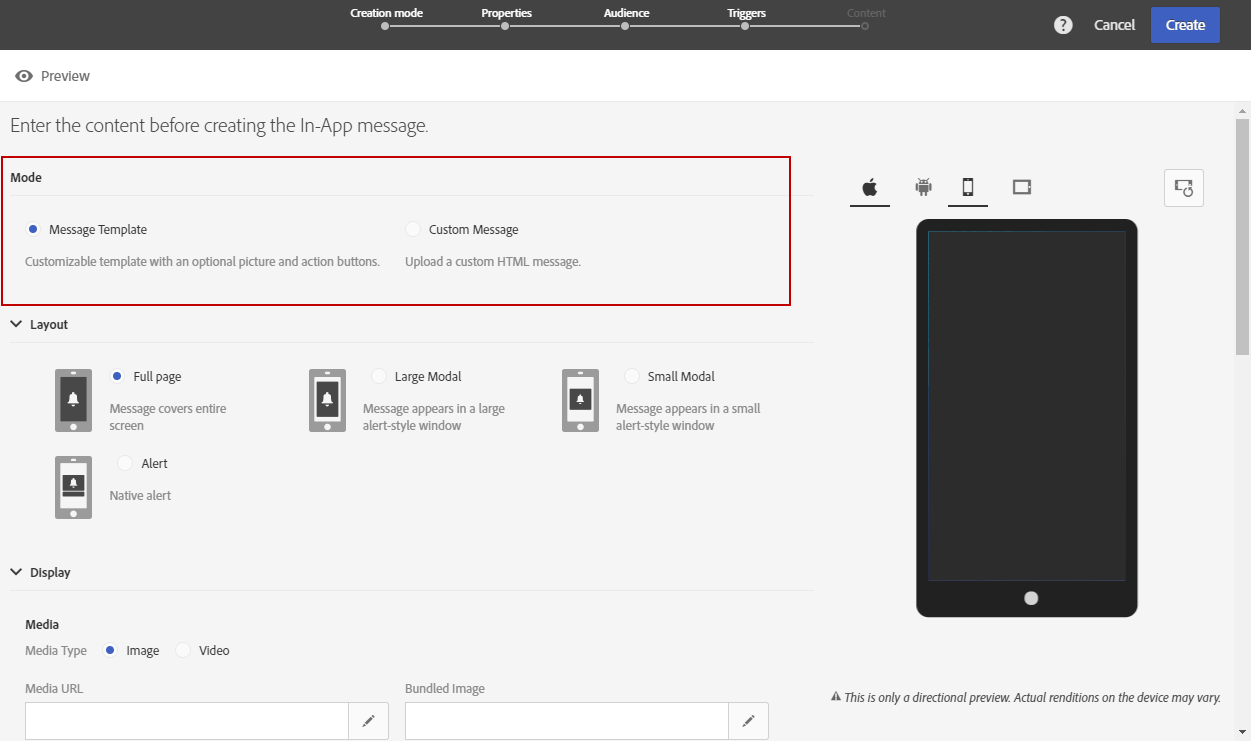 Creation mode Properties Audience Triggers Content
? Cancel Create
Preview
Enter the content before creating the In-App message.
Mode
Message Template Custom Message
Customizable template with an optional picture and action buttons. Upload a custom HTML message.
Layout
Full page Large Modal Small Modal
Message covers entire Message appears in a large Message appears in a small
screen alert-style window alert-style window
Alert
Native alert
Display
Media
Media Type Image Video
Media URL Bundled Image
This is only a directional preview. Actual renditions on the device may vary.